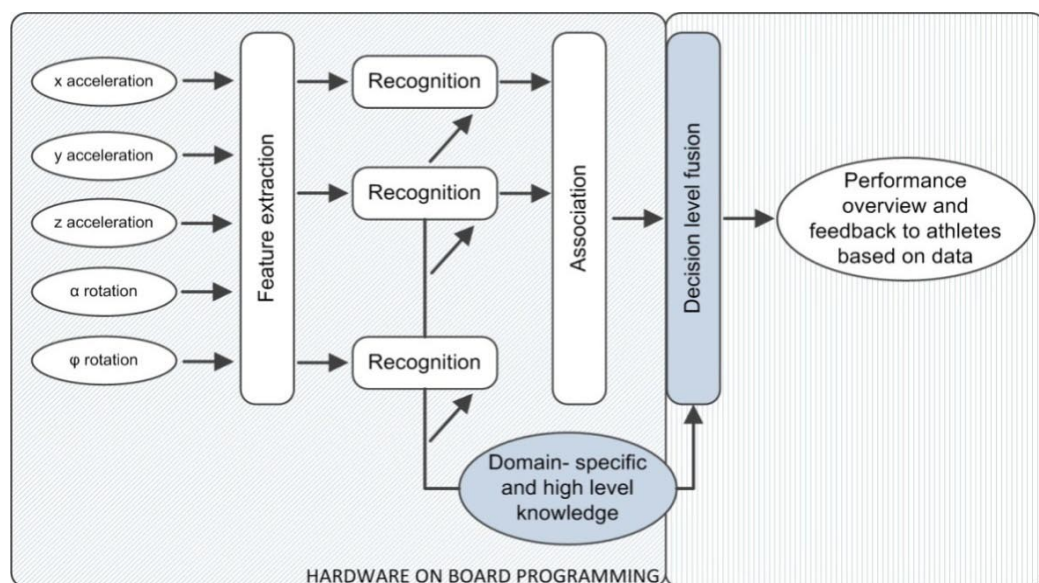 x acceleration
y acceleration
z acceleration
α rotation
φ rotation
Feature extraction
Recognition
Recognition
Recognition
Association
Decision level fusion
Performance
overview and
feedback to athletes
based on data
Domain- specific
and high level
knowledge
HARDWARE ON BOARD PROGRAMMING